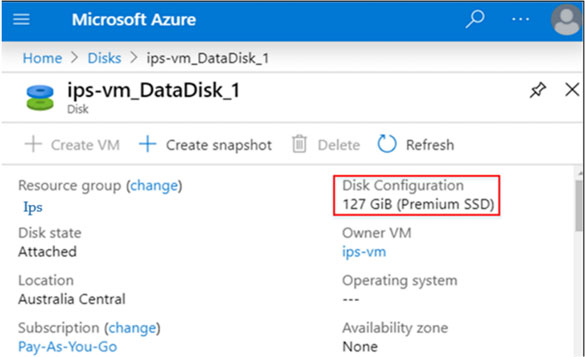 Microsoft Azure
Home > Disks > ips-vm_DataDisk_1
ips-vm_DataDisk_1
Disk
Create VM Create snapshot Delete Refresh
Resource group (change)
Ips
Disk state
Attached
Location
Australia Central
Subscription (change)
Pay-As-You-Go
Disk Configuration
127 GiB (Premium SSD)
Owner VM
ips-vm
Operating system
---
Availability zone
None